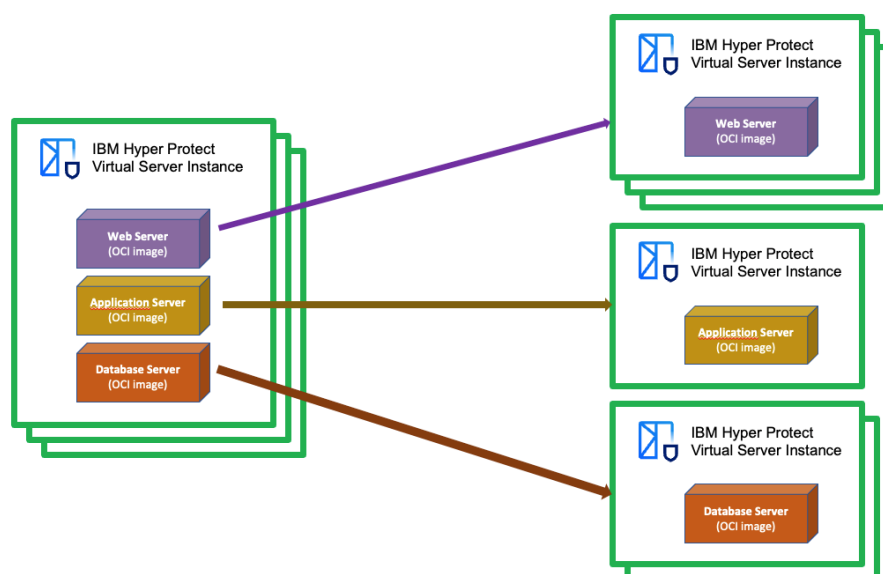 IBM Hyper Protect
Virtual Server Instance
Web Server
(OCI image)
Application Server
(OCI image)
Database Server
(OCI image)
IBM Hyper Protect
Virtual Server Instance
Web Server
(OCI image)
IBM Hyper Protect
Virtual Server Instance
Application Server
(OCI image)
IBM Hyper Protect
Virtual Server Instance
Database Server
(OCI image)